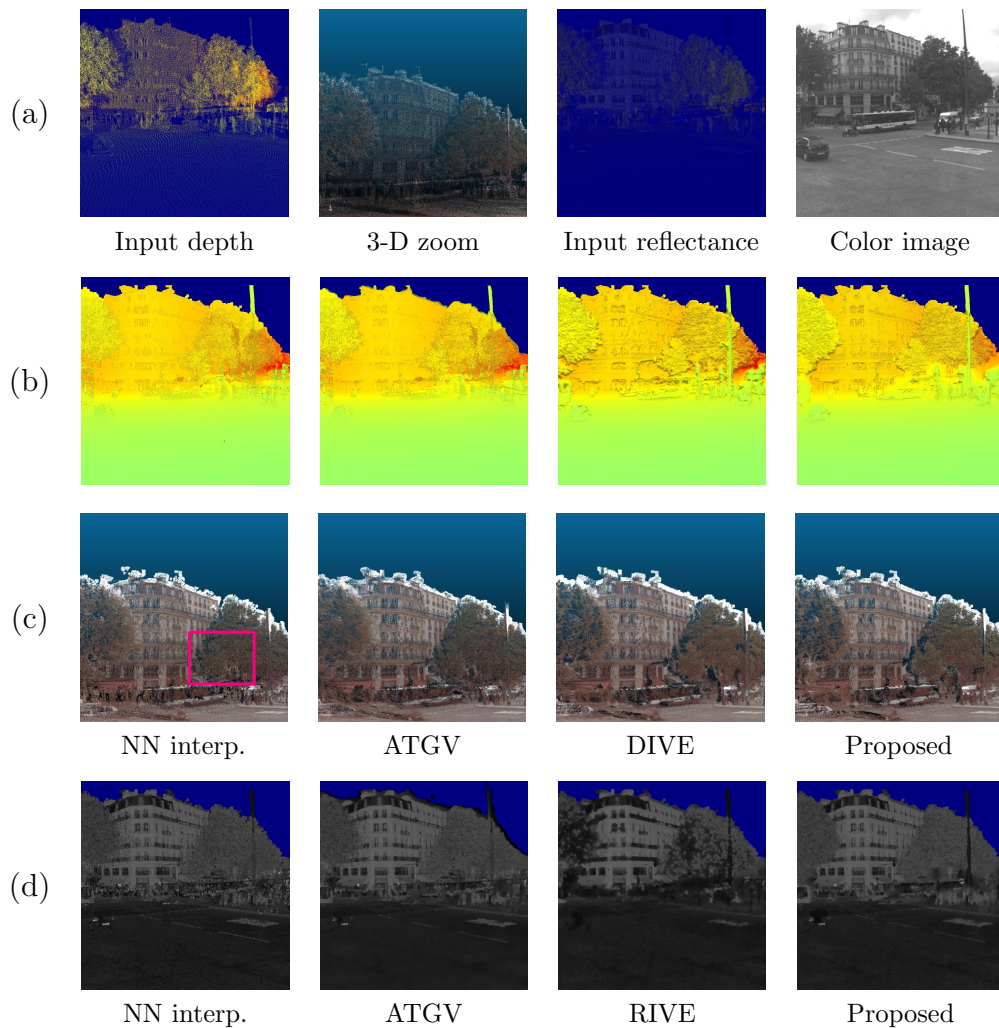 (a)
Input depth 3-D zoom Input reflectance Color image
(b)
(c)
NN interp. ATGV DIVE Proposed
(d)
NN interp. ATGV RIVE Proposed